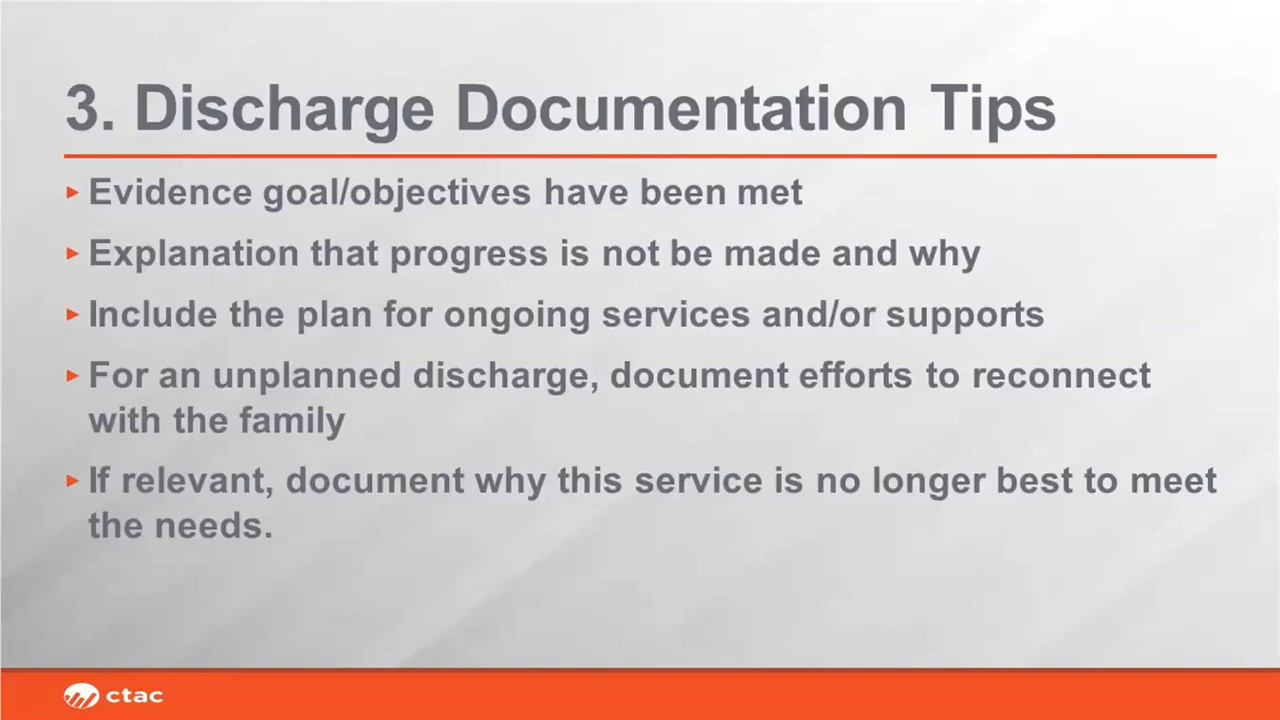 3. Discharge Documentation Tips
▸ Evidence goal/objectives have been met
▸ Explanation that progress is not be made and why
▸ Include the plan for ongoing services and/or supports
▸ For an unplanned discharge, document efforts to reconnect
with the family
▸ If relevant, document why this service is no longer best to meet
the needs.
ctac